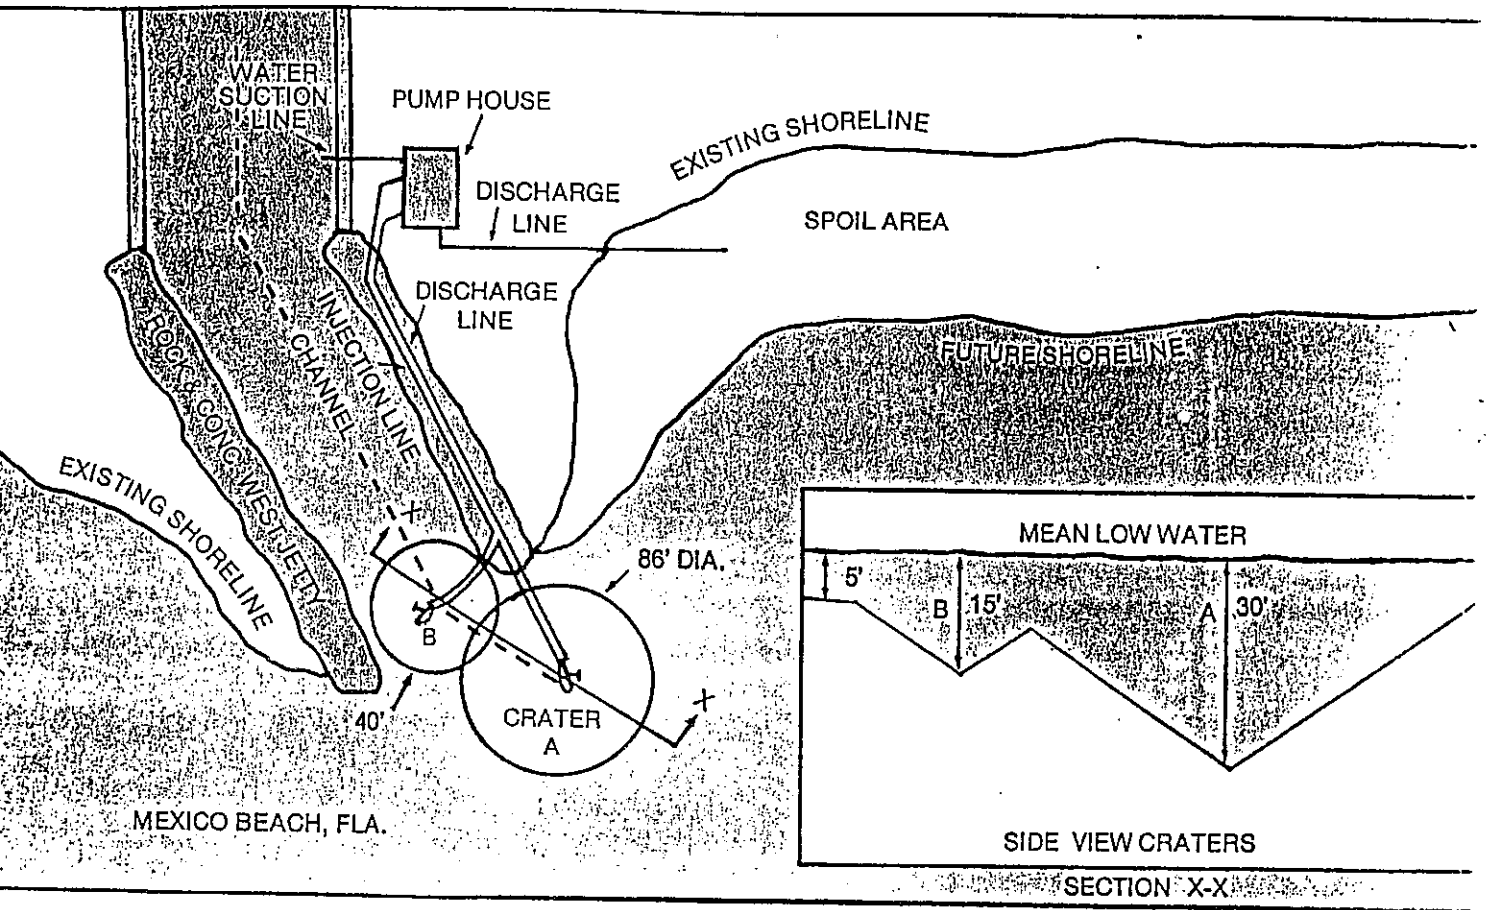 WATER
SUCTION
LINE
PUMP HOUSE
EXISTING SHORELINE
DISCHARGE
LINE
SPOIL AREA
DISCHARGE
LINE
INJECTION LINE
CHANNEL
ROCK & CONC. WEST JETTY
FUTURE SHORELINE
EXISTING SHORELINE
X
86' DIA.
B
40'
CRATER
A
X
MEXICO BEACH, FLA.
MEAN LOW WATER
5'
B 15'
A 30'
SIDE VIEW CRATERS
SECTION X-X